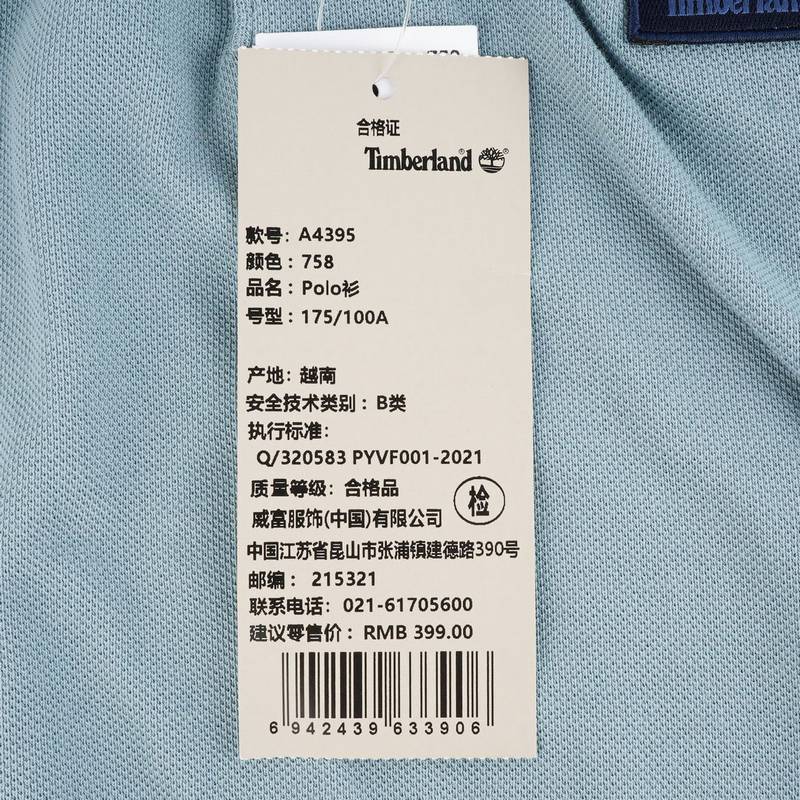 Timberland
合格证
Timberland®
款号: A4395
颜色: 758
品名: Polo衫
号型: 175/100A
产地: 越南
安全技术类别: B类
执行标准:
Q/320583 PYVF001-2021
质量等级: 合格品
检
威富服饰(中国)有限公司
中国江苏省昆山市张浦镇建德路390号
邮编: 215321
联系电话: 021-61705600
建议零售价: RMB 399.00
6 942439 633906